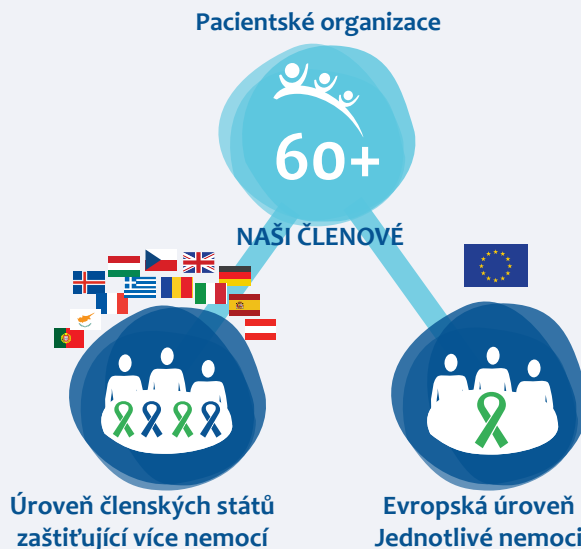 Pacientské organizace
60+
NAŠI ČLENOVÉ
Úroveň členských států
zaštiťující více nemocí
Evropská úroveň
Jednotlivé nemoci